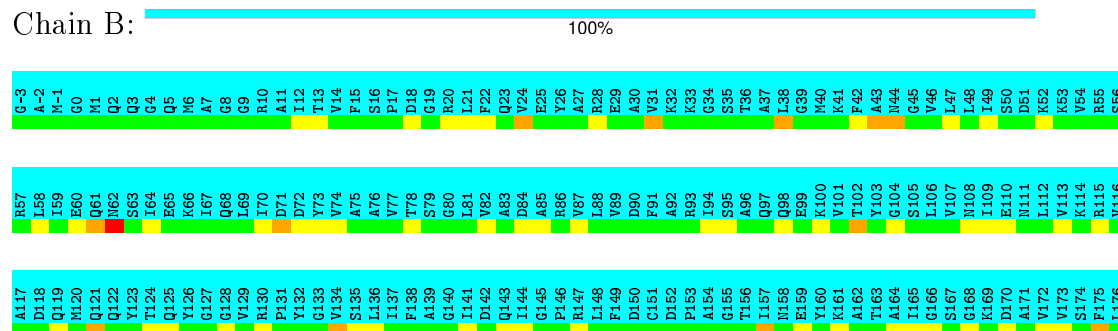 Chain B:
100%
G-3 A-2 M-1 G0 M1 Q2 Q3 G4 Q5 M6 A7 G8 G9 R10 A11 I12 T13 V14 F15 S16 P17 D18 G19 R20 L21 F22 Q23 V24 E25 Y26 A27 R28 E29 A30 V31 K32 K33 G34 S35 T36 A37 L38 G39 M40 K41 F42 A43 N44 G45 V46 L47 L48 I49 S50 D51 K52 K53 V54 R55 S56
R57 L58 I59 E60 Q61 N62 S63 I64 E65 K66 I67 Q68 L69 I70 D71 D72 Y73 V74 A75 A76 V77 T78 S79 G80 L81 V82 A83 D84 A85 R86 V87 L88 V89 D90 F91 A92 R93 I94 S95 A96 Q97 Q98 E99 K100 V101 T102 Y103 G104 S105 L106 V107 N108 I109 E110 N111 L112 V113 K114 R115
A117 D118 Q119 M120 Q121 Q122 Y123 T124 Q125 Y126 G127 G128 V129 R130 P131 Y132 G133 V134 S135 L136 I137 F138 A139 G140 I141 D142 Q143 I144 G145 P146 R147 L148 F149 D150 C151 D152 P153 A154 G155 T156 I157 N158 E159 Y160 K161 A162 T163 A164 I165 G166 S167 G168 K169 D170 A171 V172 V173 S174 F175